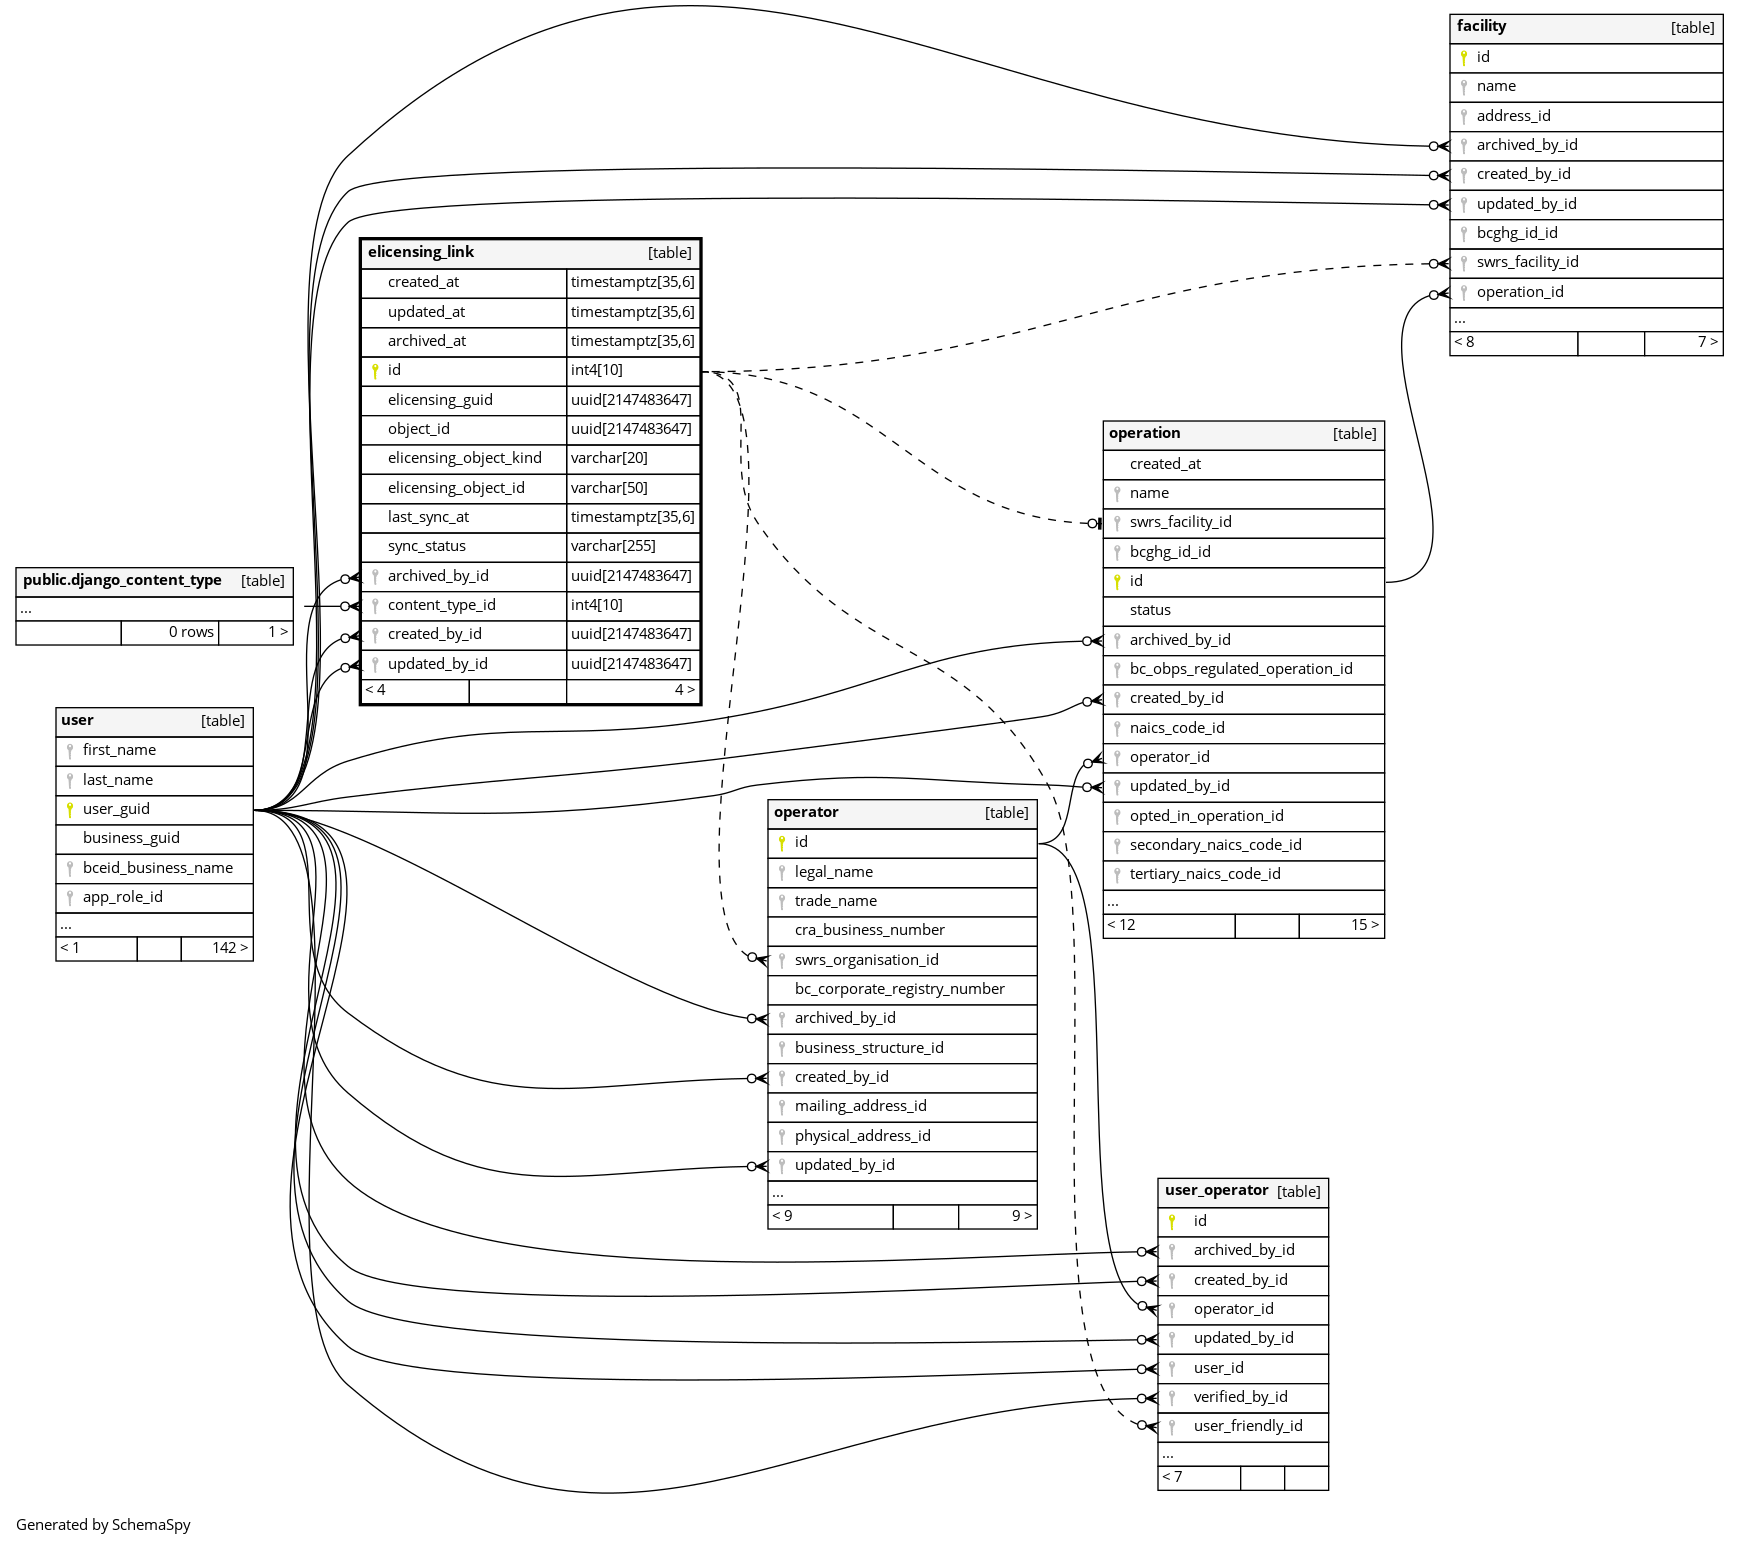 facility [table]
id
name
address_id
archived_by_id
created_by_id
updated_by_id
bcghg_id_id
swrs_facility_id
operation_id
...
< 8 7 >
elicensing_link [table]
created_at timestamptz[35,6]
updated_at timestamptz[35,6]
archived_at timestamptz[35,6]
id int4[10]
elicensing_guid uuid[2147483647]
object_id uuid[2147483647]
elicensing_object_kind varchar[20]
elicensing_object_id varchar[50]
last_sync_at timestamptz[35,6]
sync_status varchar[255]
archived_by_id uuid[2147483647]
content_type_id int4[10]
created_by_id uuid[2147483647]
updated_by_id uuid[2147483647]
< 4 4 >
operation [table]
created_at
name
swrs_facility_id
bcghg_id_id
id
status
archived_by_id
bc_obps_regulated_operation_id
created_by_id
naics_code_id
operator_id
updated_by_id
opted_in_operation_id
secondary_naics_code_id
tertiary_naics_code_id
...
< 12 15 >
public.django_content_type [table]
...
0 rows 1 >
user [table]
first_name
last_name
user_guid
business_guid
bceid_business_name
app_role_id
...
< 1 142 >
operator [table]
id
legal_name
trade_name
cra_business_number
swrs_organisation_id
bc_corporate_registry_number
archived_by_id
business_structure_id
created_by_id
mailing_address_id
physical_address_id
updated_by_id
...
< 9 9 >
user_operator [table]
id
archived_by_id
created_by_id
operator_id
updated_by_id
user_id
verified_by_id
user_friendly_id
...
< 7
Generated by SchemaSpy